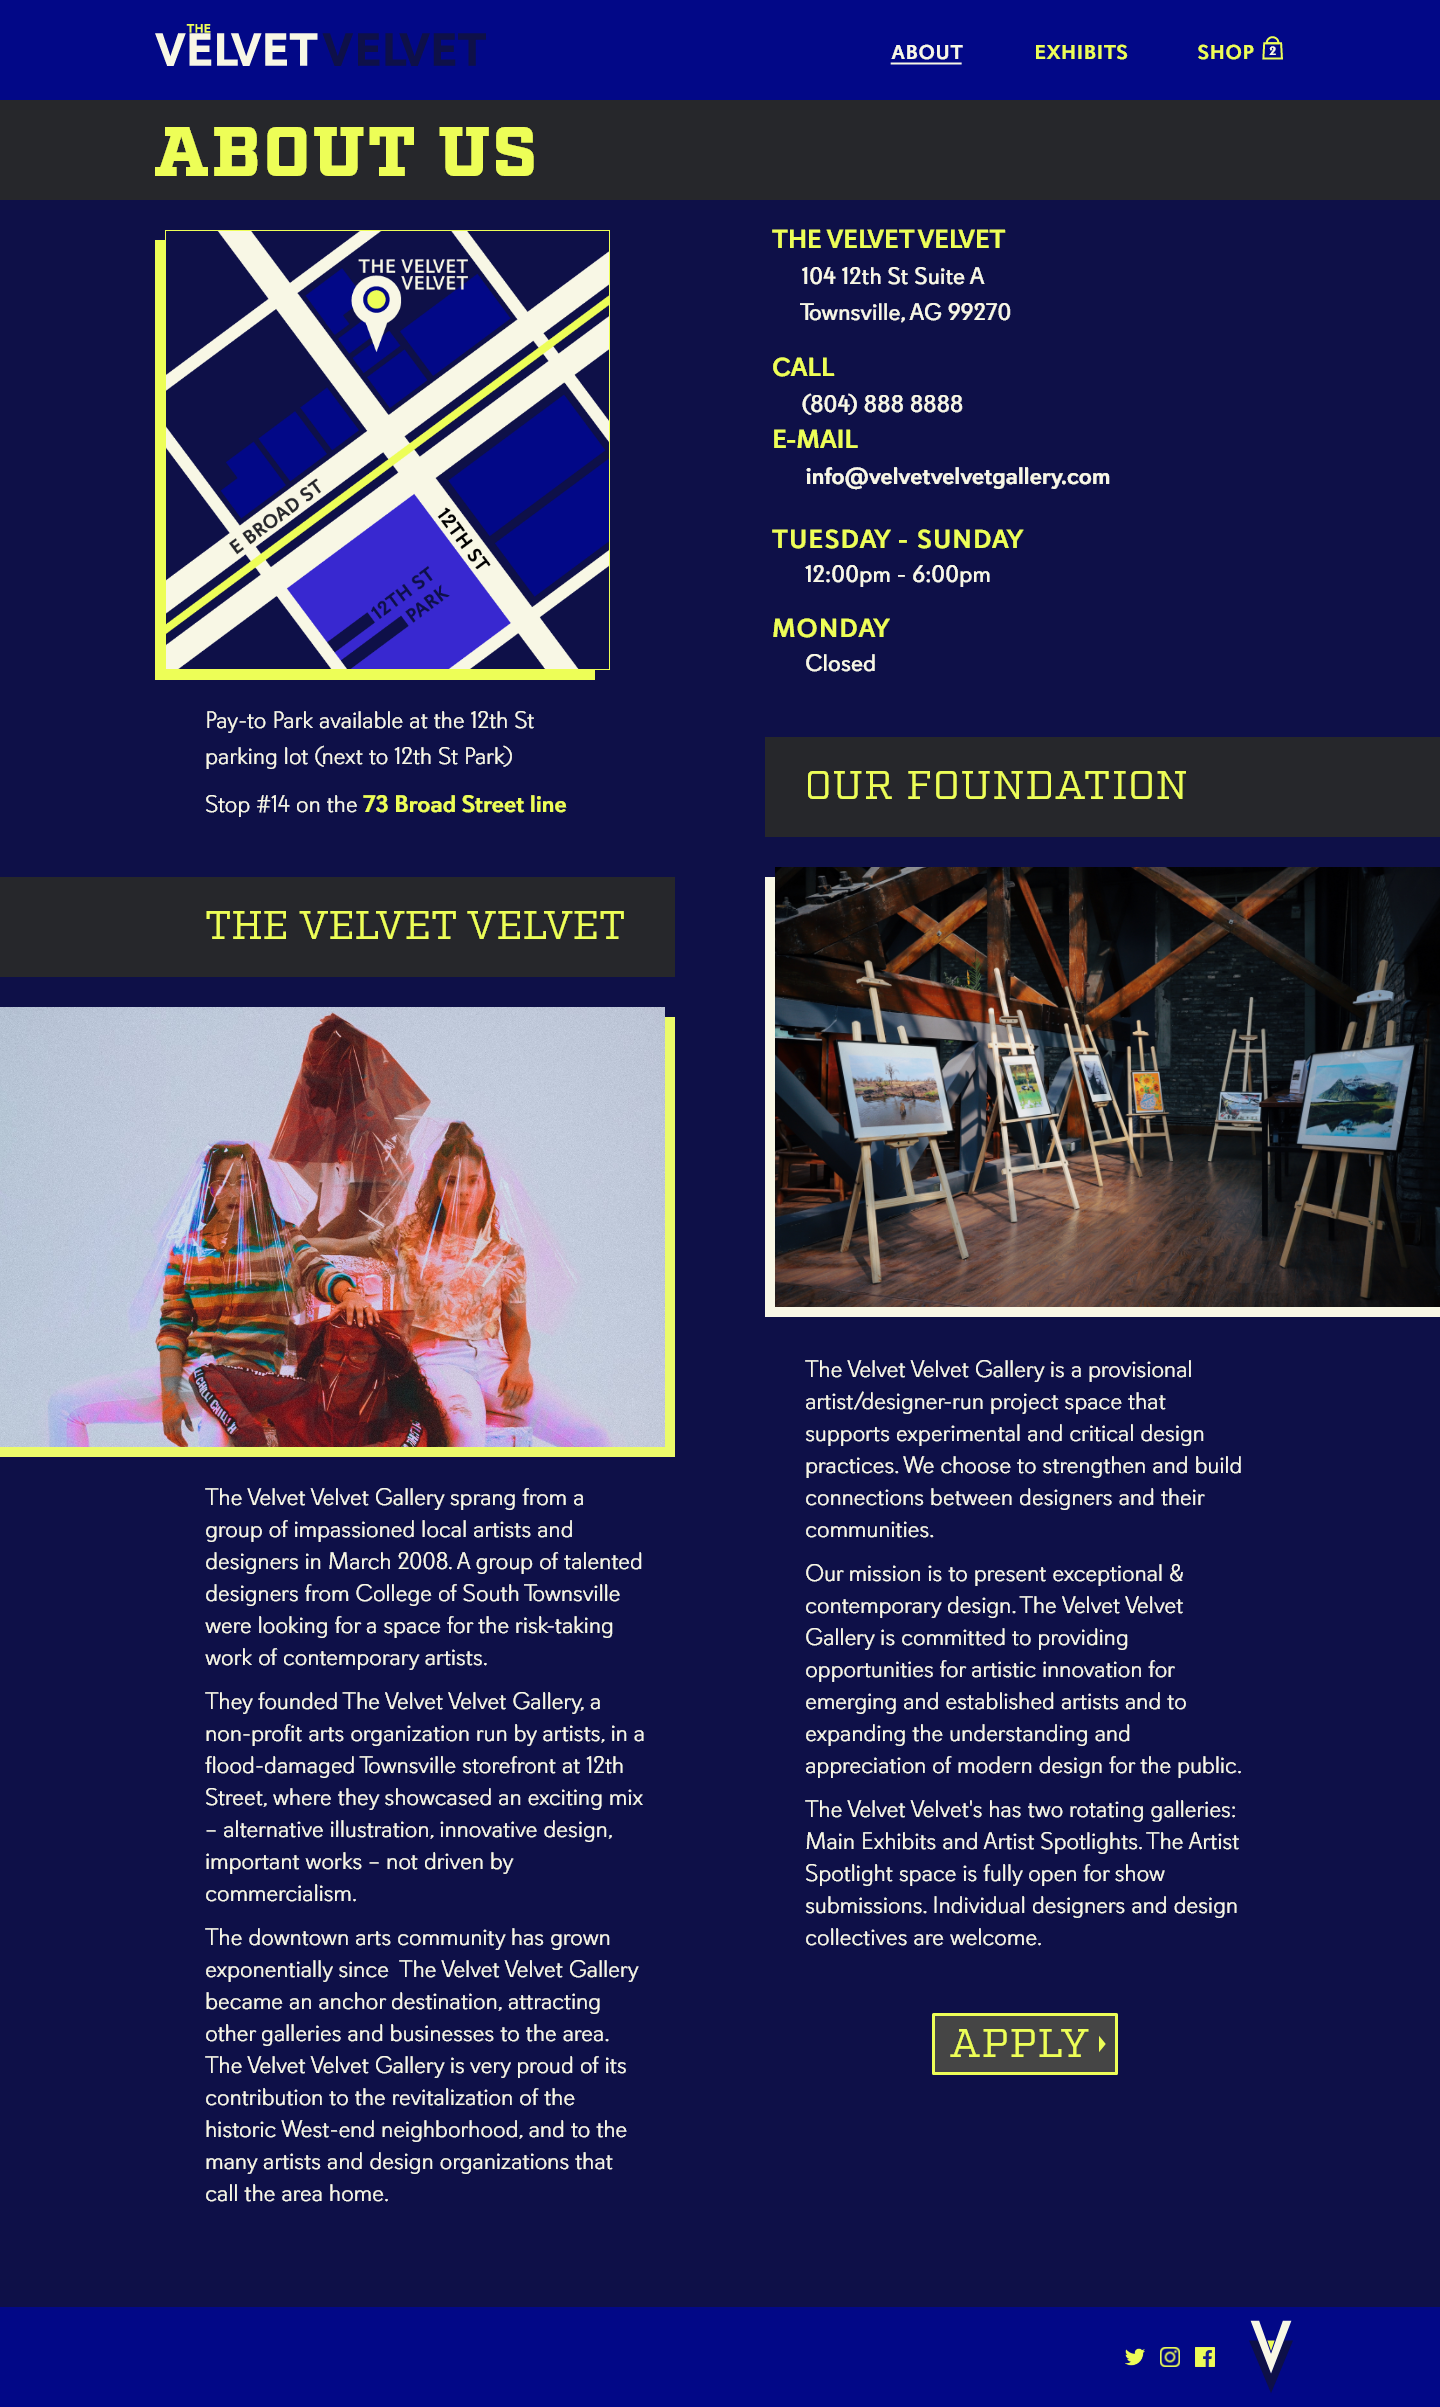 THE
VELVET VELVET
ABOUT
EXHIBITS
SHOP 2
ABOUT US
THE VELVET
VELVET
E BROAD ST
12TH ST
12TH ST
PARK
Pay-to Park available at the 12th St
parking lot (next to 12th St Park)
Stop #14 on the 73 Broad Street line
THE VELVET VELVET
104 12th St Suite A
Townsville, AG 99270
CALL
(804) 888 8888
E-MAIL
info@velvetvelvetgallery.com
TUESDAY - SUNDAY
12:00pm - 6:00pm
MONDAY
Closed
THE VELVET VELVET
The Velvet Velvet Gallery sprang from a
group of impassioned local artists and
designers in March 2008. A group of talented
designers from College of South Townsville
were looking for a space for the risk-taking
work of contemporary artists.
They founded The Velvet Velvet Gallery, a
non-profit arts organization run by artists, in a
flood-damaged Townsville storefront at 12th
Street, where they showcased an exciting mix
– alternative illustration, innovative design,
important works – not driven by
commercialism.
The downtown arts community has grown
exponentially since The Velvet Velvet Gallery
became an anchor destination, attracting
other galleries and businesses to the area.
The Velvet Velvet Gallery is very proud of its
contribution to the revitalization of the
historic West-end neighborhood, and to the
many artists and design organizations that
call the area home.
OUR FOUNDATION
The Velvet Velvet Gallery is a provisional
artist/designer-run project space that
supports experimental and critical design
practices. We choose to strengthen and build
connections between designers and their
communities.
Our mission is to present exceptional &
contemporary design. The Velvet Velvet
Gallery is committed to providing
opportunities for artistic innovation for
emerging and established artists and to
expanding the understanding and
appreciation of modern design for the public.
The Velvet Velvet's has two rotating galleries:
Main Exhibits and Artist Spotlights. The Artist
Spotlight space is fully open for show
submissions. Individual designers and design
collectives are welcome.
APPLY